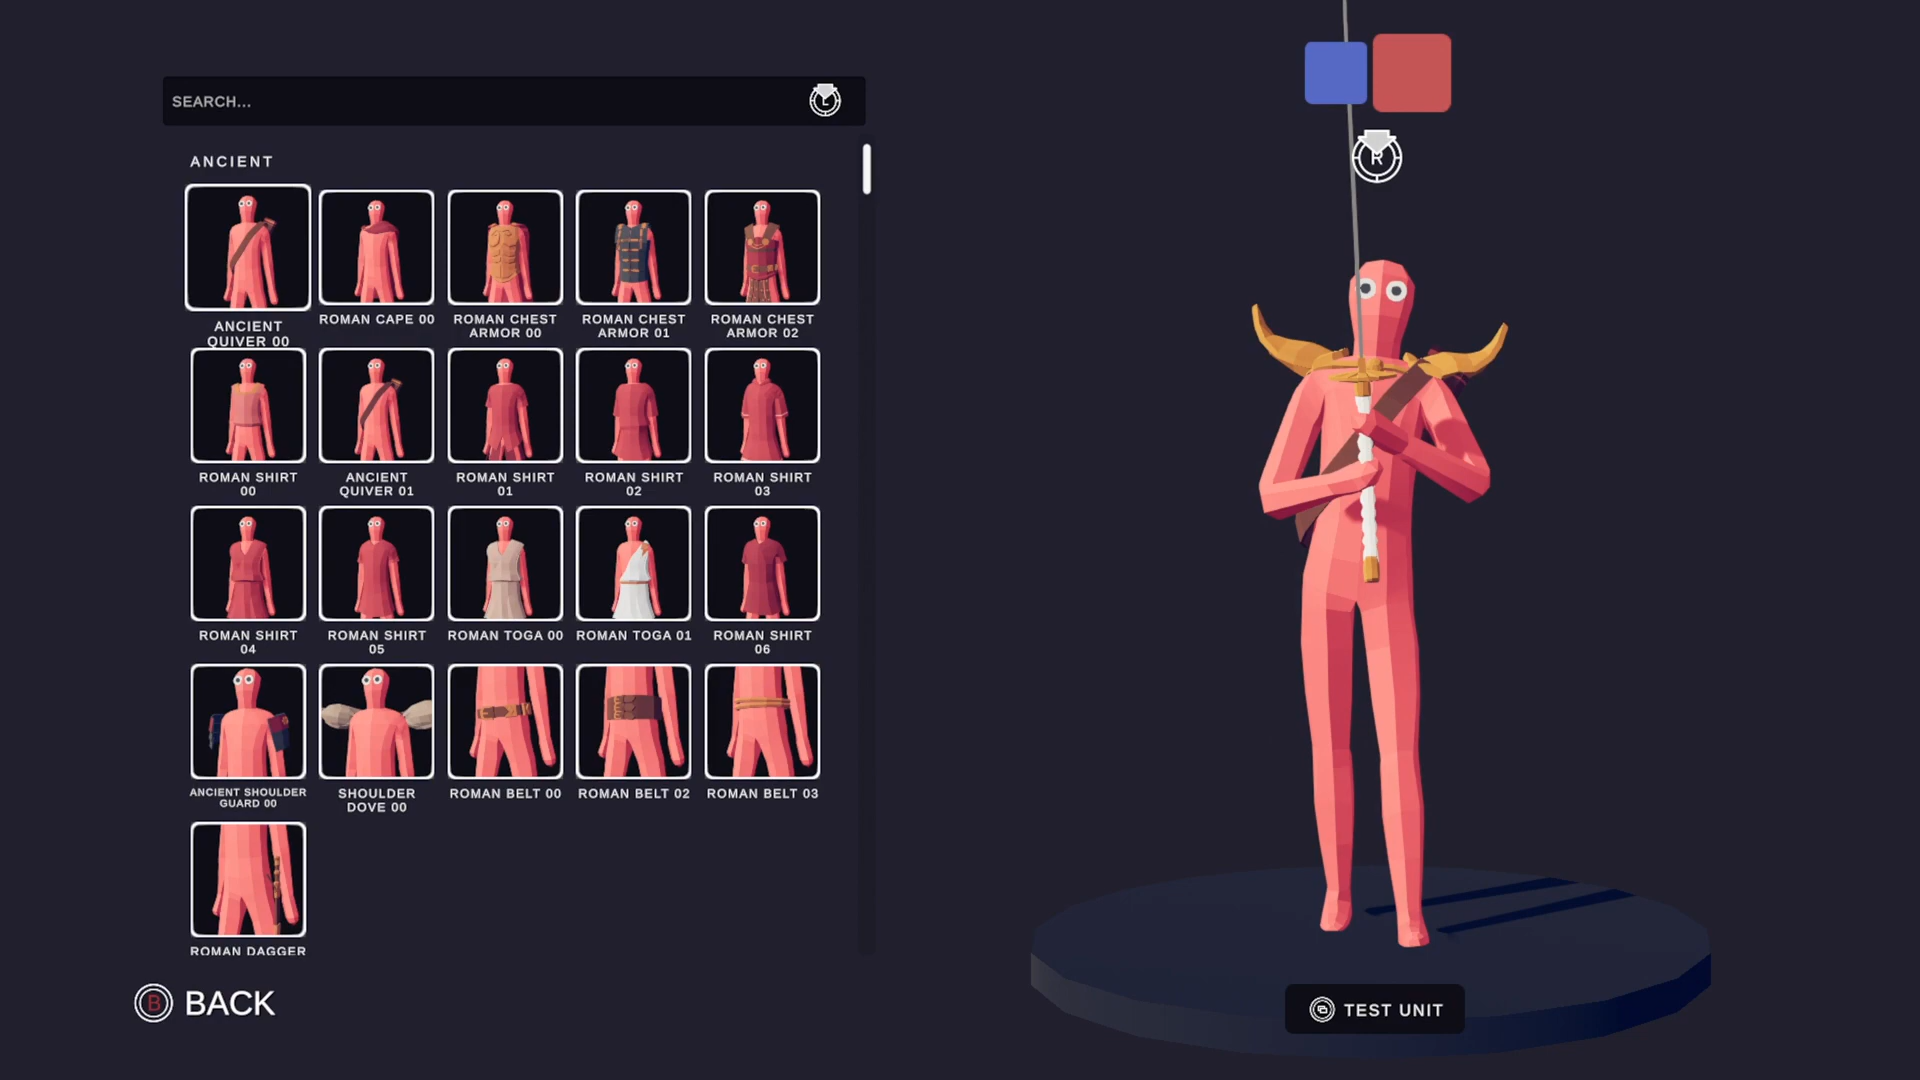 SEARCH...
L
R
ANCIENT
ANCIENT
QUIVER 00
ROMAN CAPE 00
ROMAN CHEST
ARMOR 00
ROMAN CHEST
ARMOR 01
ROMAN CHEST
ARMOR 02
ROMAN SHIRT
00
ANCIENT
QUIVER 01
ROMAN SHIRT
01
ROMAN SHIRT
02
ROMAN SHIRT
03
ROMAN SHIRT
04
ROMAN SHIRT
05
ROMAN TOGA 00
ROMAN TOGA 01
ROMAN SHIRT
06
ANCIENT SHOULDER
GUARD 00
SHOULDER
DOVE 00
ROMAN BELT 00
ROMAN BELT 02
ROMAN BELT 03
ROMAN DAGGER
B BACK
TEST UNIT